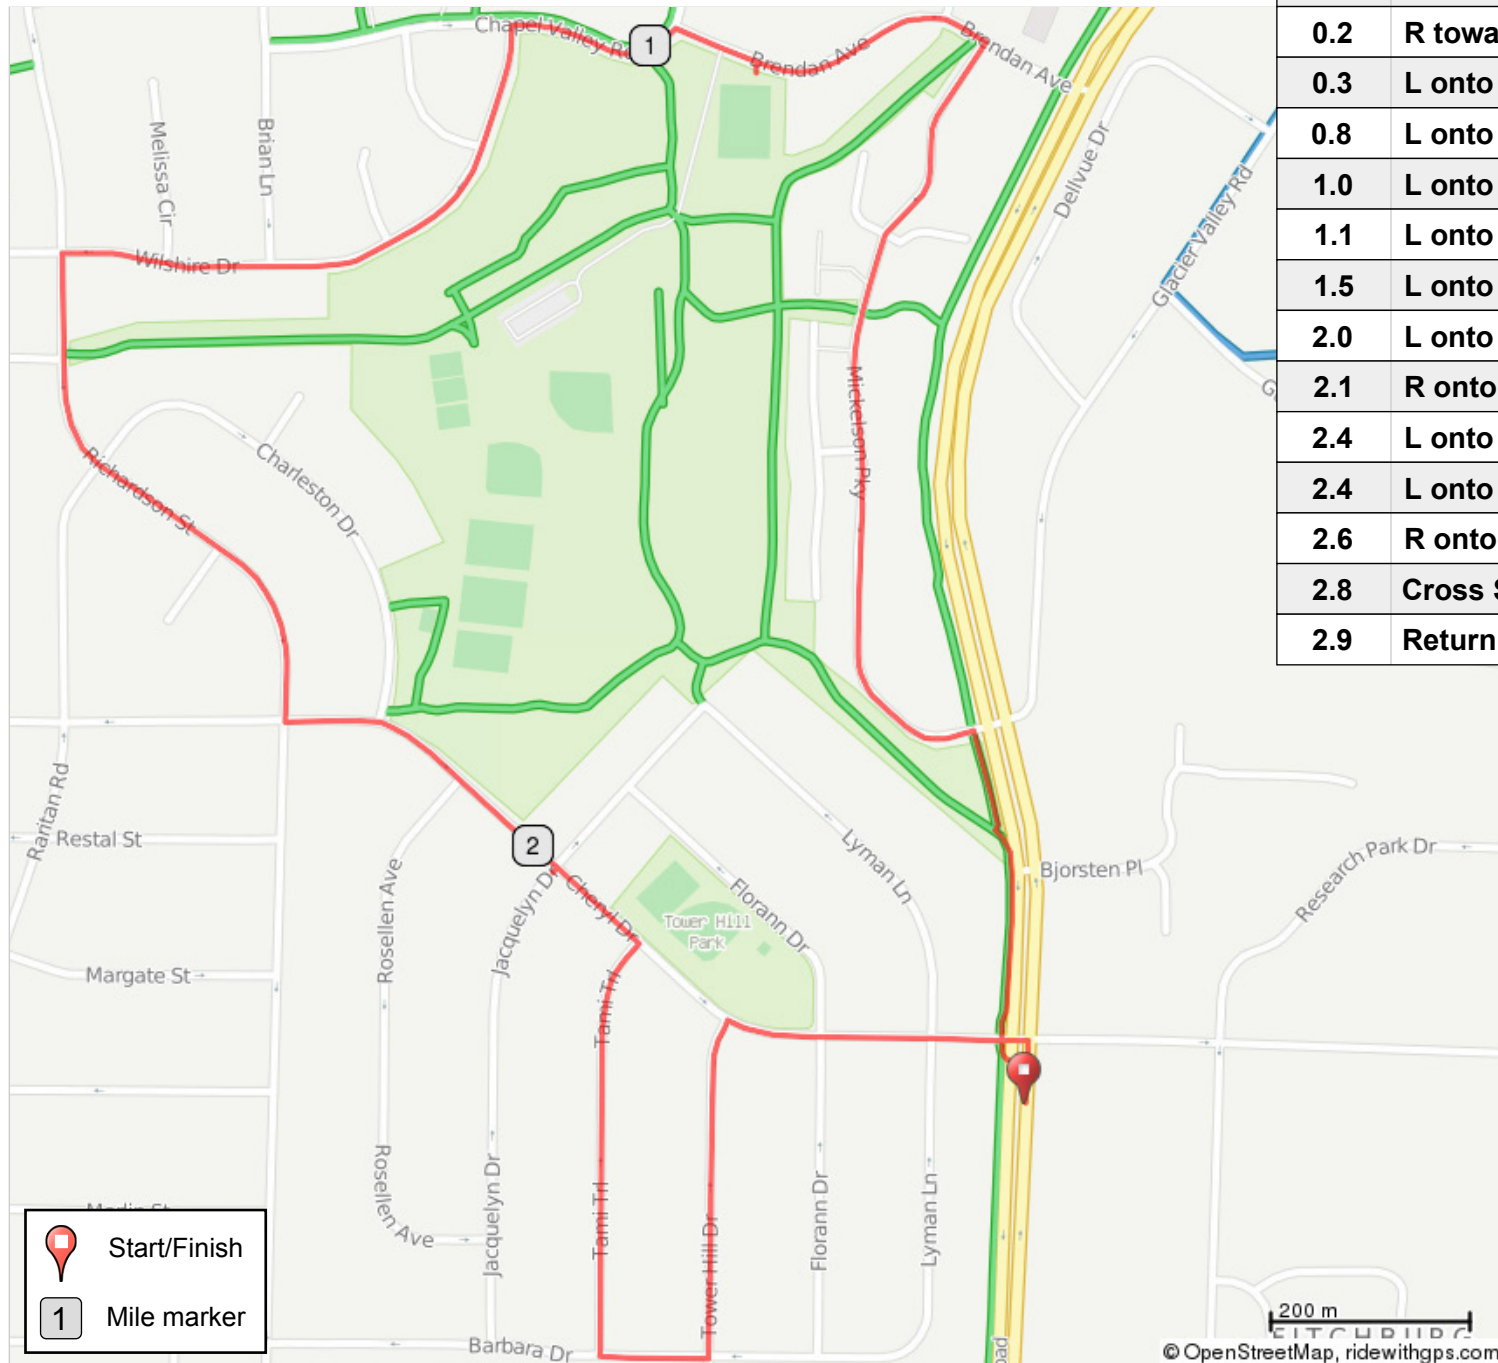 0.2 R towa
0.3 L onto
0.8 L onto
1.0 L onto
1.1 L onto
1.5 L onto
2.0 L onto
2.1 R onto
2.4 L onto
2.4 L onto
2.6 R onto
2.8 Cross S
2.9 Return
Chapel Valley Rd
1
Brendan Ave
Brendan Ave
Melissa Cir
Brian Ln
Dellvue Dr
Glacier Valley Rd
G
Wilshire Dr
Mickelson Pky
Richardson St
Charleston Dr
Raritan Rd
Restal St
Margate St
2
Rosellen Ave
Jacquelyn Dr
Cheryl Dr
Tower Hill
Park
Florann Dr
Lyman Ln
Bjorsten Pl
Research Park Dr
Tami Trl
Tami Trl
Rosellen Ave
Jacquelyn Dr
Tower Hill Dr
Florann Dr
Lyman Ln
Barbara Dr
Start/Finish
1 Mile marker
200 m
FITCHBURG
© OpenStreetMap, ridewithgps.com